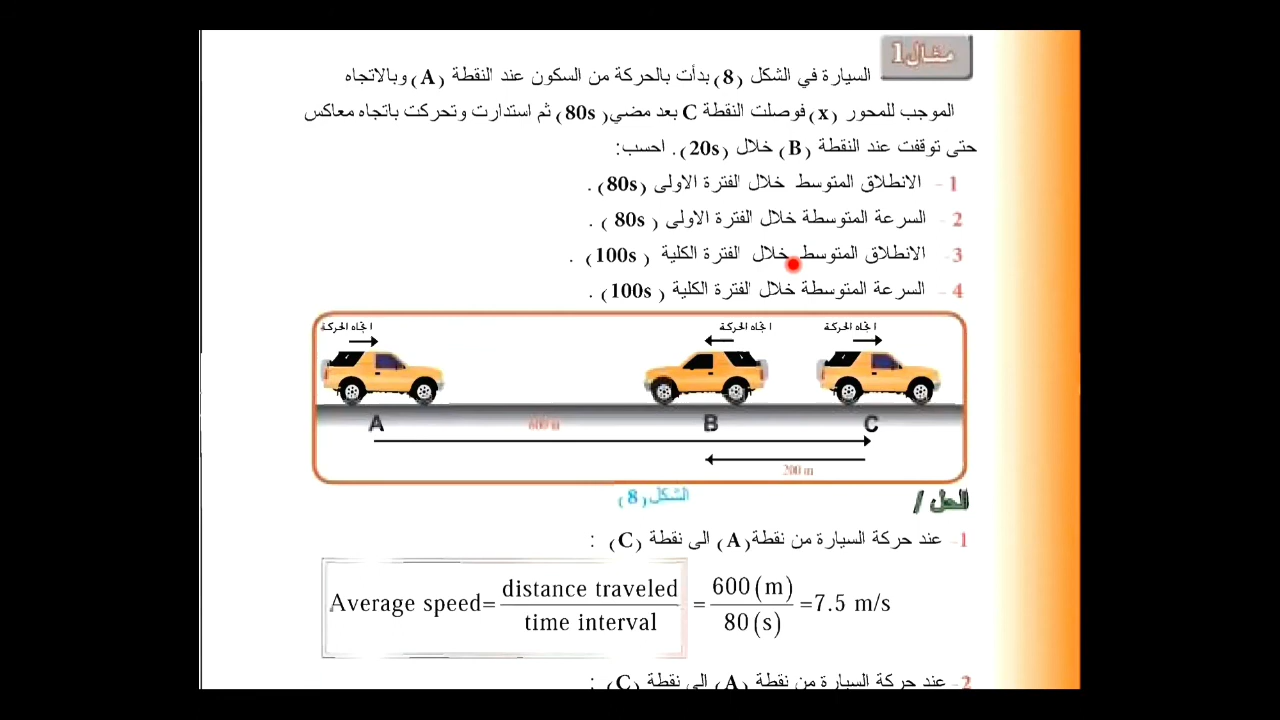 مثال 1
السيارة في الشكل (8) بدأت بالحركة من السكون عند النقطة (A) وبالاتجاه
الموجب للمحور (x) فوصلت النقطة C بعد مضي (80s) ثم استدارت وتحركت باتجاه معاكس
حتى توقفت عند النقطة (B) خلال (20s). احسب:
1- الانطلاق المتوسط خلال الفترة الاولى (80s) .
2- السرعة المتوسطة خلال الفترة الاولى (80s) .
3- الانطلاق المتوسط خلال الفترة الكلية (100s) .
4- السرعة المتوسطة خلال الفترة الكلية (100s) .
اتجاه الحركة اتجاه الحركة اتجاه الحركة
A 600 m B C
200 m
الشكل (8)
الحل /
1- عند حركة السيارة من نقطة (A) الى نقطة (C) :
Average speed= distance traveled / time interval = 600 (m) / 80 (s) =7.5 m/s
2- عند حركة السيارة من نقطة (A) الى نقطة (C) :